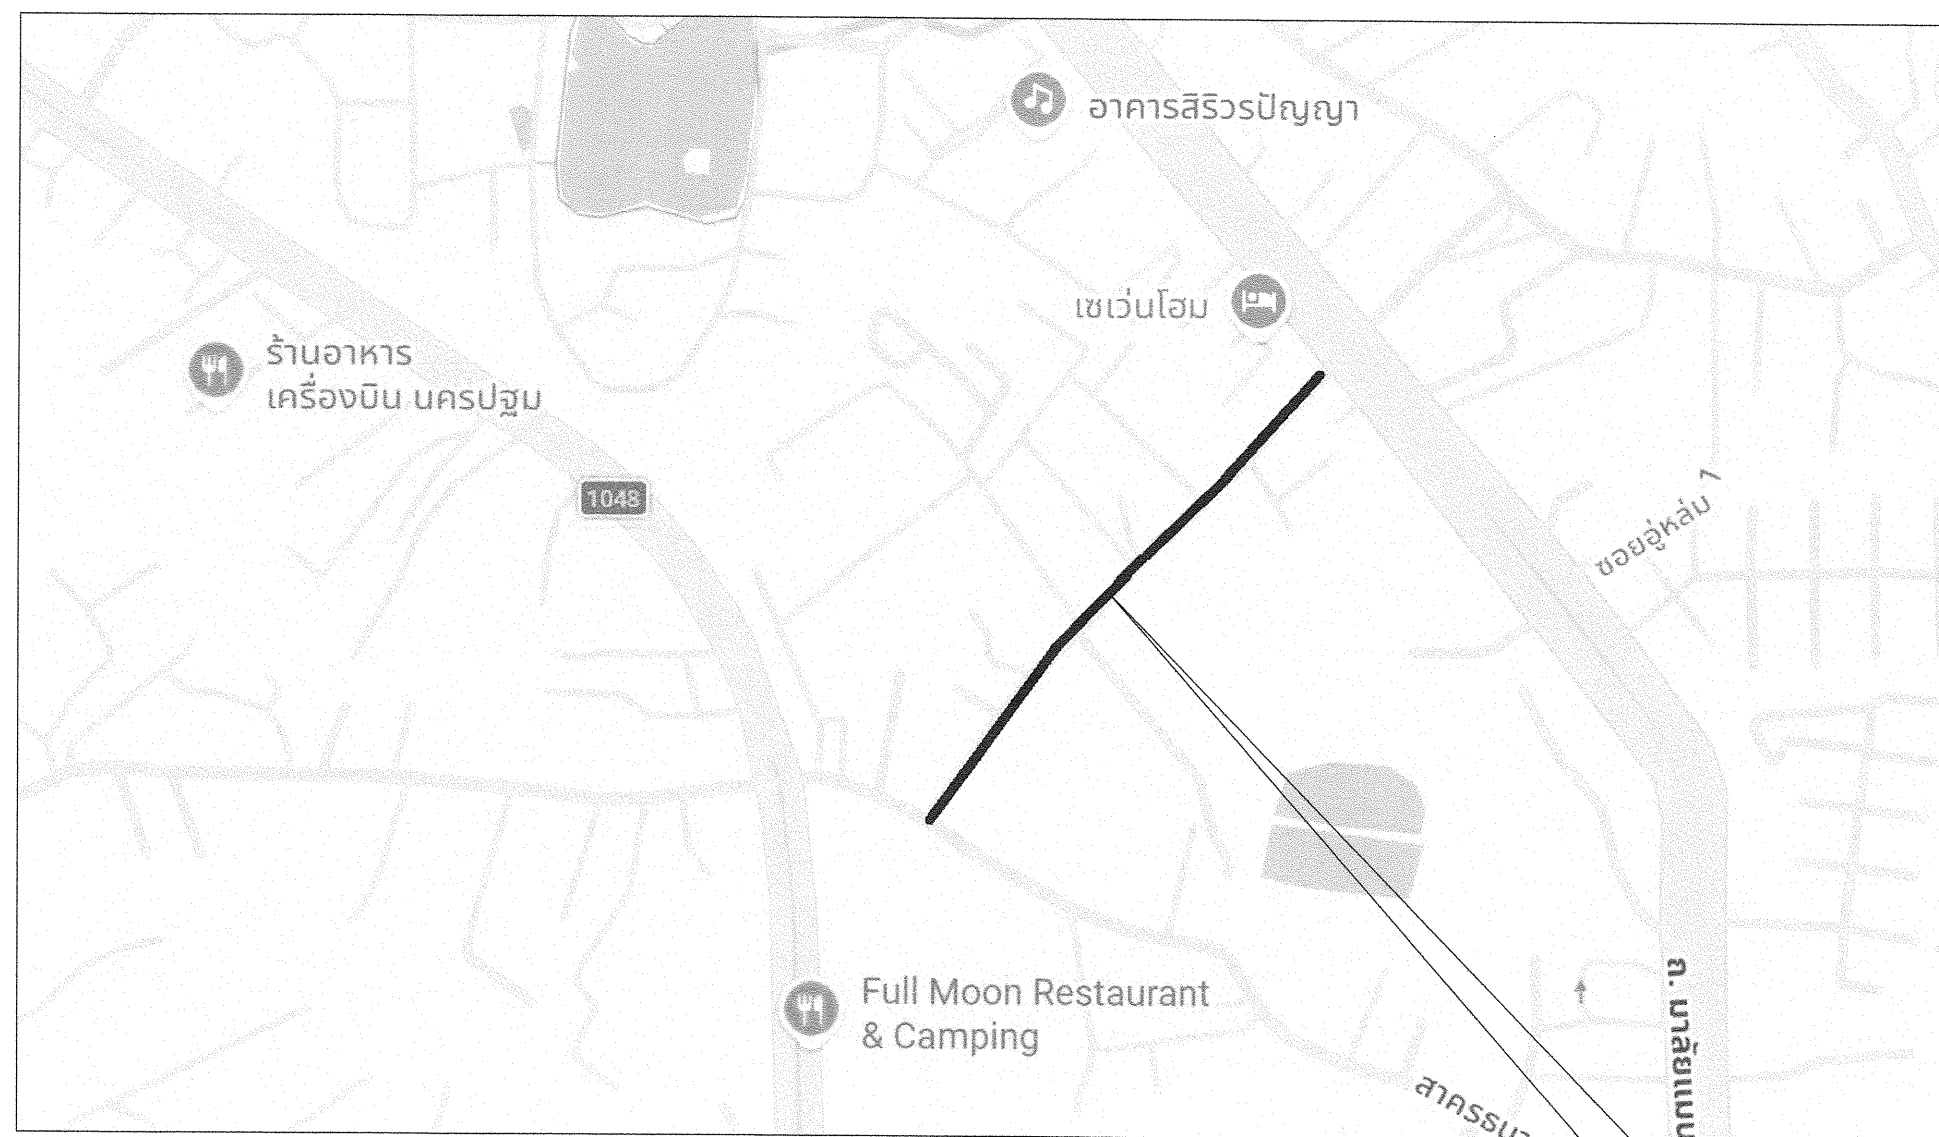 อาคารสิริวรปัญญา
เซเว่นโฮม
ร้านอาหาร
เครื่องบิน นครปฐม
1048
ซอยอู่หล่ม 7
Full Moon Restaurant
& Camping
ถ. มาลัยแมน